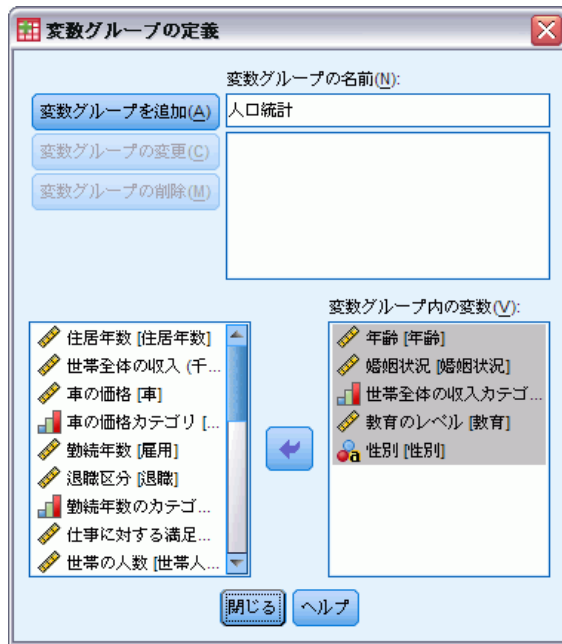 変数グループの定義
変数グループの名前(N):
変数グループを追加(A)
人口統計
変数グループの変更(C)
変数グループの削除(M)
変数グループ内の変数(V):
住居年数 [住居年数]
世帯全体の収入 (千...
車の価格 [車]
車の価格カテゴリ [...
勤続年数 [雇用]
退職区分 [退職]
勤続年数のカテゴ...
仕事に対する満足...
世帯の人数 [世帯人...
年齢 [年齢]
婚姻状況 [婚姻状況]
世帯全体の収入カテゴ...
教育のレベル [教育]
a 性別 [性別]
閉じる
ヘルプ